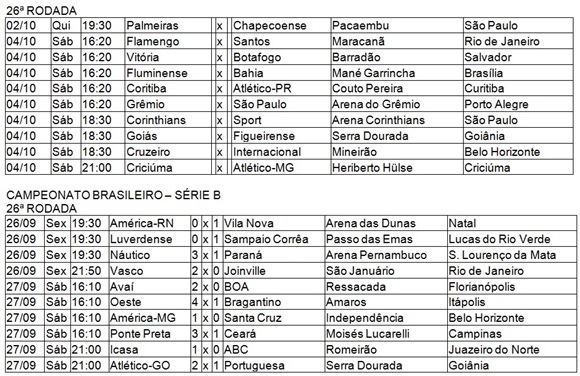 26ª RODADA
02/10 Qui 19:30 Palmeiras x Chapecoense Pacaembu São Paulo
04/10 Sáb 16:20 Flamengo x Santos Maracanã Rio de Janeiro
04/10 Sáb 16:20 Vitória x Botafogo Barradão Salvador
04/10 Sáb 16:20 Fluminense x Bahia Mané Garrincha Brasília
04/10 Sáb 16:20 Coritiba x Atlético-PR Couto Pereira Curitiba
04/10 Sáb 16:20 Grêmio x São Paulo Arena do Grêmio Porto Alegre
04/10 Sáb 18:30 Corinthians x Sport Arena Corinthians São Paulo
04/10 Sáb 18:30 Goiás x Figueirense Serra Dourada Goiânia
04/10 Sáb 18:30 Cruzeiro x Internacional Mineirão Belo Horizonte
04/10 Sáb 21:00 Criciúma x Atlético-MG Heriberto Hülse Criciúma
CAMPEONATO BRASILEIRO – SÉRIE B
26ª RODADA
26/09 Sex 19:30 América-RN 0 x 1 Vila Nova Arena das Dunas Natal
26/09 Sex 19:30 Luverdense 0 x 1 Sampaio Corrêa Passo das Emas Lucas do Rio Verde
26/09 Sex 19:30 Náutico 3 x 1 Paraná Arena Pernambuco S. Lourenço da Mata
26/09 Sex 21:50 Vasco 2 x 0 Joinville São Januário Rio de Janeiro
27/09 Sáb 16:10 Avaí 2 x 0 BOA Ressacada Florianópolis
27/09 Sáb 16:10 Oeste 4 x 1 Bragantino Amaros Itápolis
27/09 Sáb 16:10 América-MG 1 x 0 Santa Cruz Independência Belo Horizonte
27/09 Sáb 16:10 Ponte Preta 3 x 1 Ceará Moisés Lucarelli Campinas
27/09 Sáb 21:00 Icasa 1 x 0 ABC Romeirão Juazeiro do Norte
27/09 Sáb 21:00 Atlético-GO 2 x 1 Portuguesa Serra Dourada Goiânia